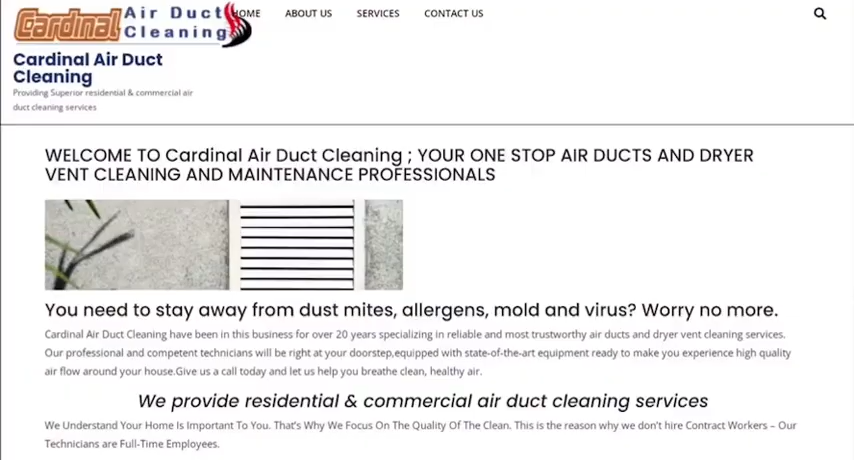 Cardinal Air Duct Cleaning
HOME ABOUT US SERVICES CONTACT US
Cardinal Air Duct
Cleaning
Providing Superior residential & commercial air
duct cleaning services
WELCOME TO Cardinal Air Duct Cleaning ; YOUR ONE STOP AIR DUCTS AND DRYER
VENT CLEANING AND MAINTENANCE PROFESSIONALS
You need to stay away from dust mites, allergens, mold and virus? Worry no more.
Cardinal Air Duct Cleaning have been in this business for over 20 years specializing in reliable and most trustworthy air ducts and dryer vent cleaning services.
Our professional and competent technicians will be right at your doorstep,equipped with state-of-the-art equipment ready to make you experience high quality
air flow around your house.Give us a call today and let us help you breathe clean, healthy air.
We provide residential & commercial air duct cleaning services
We Understand Your Home Is Important To You. That's Why We Focus On The Quality Of The Clean. This is the reason why we don't hire Contract Workers – Our
Technicians are Full-Time Employees.